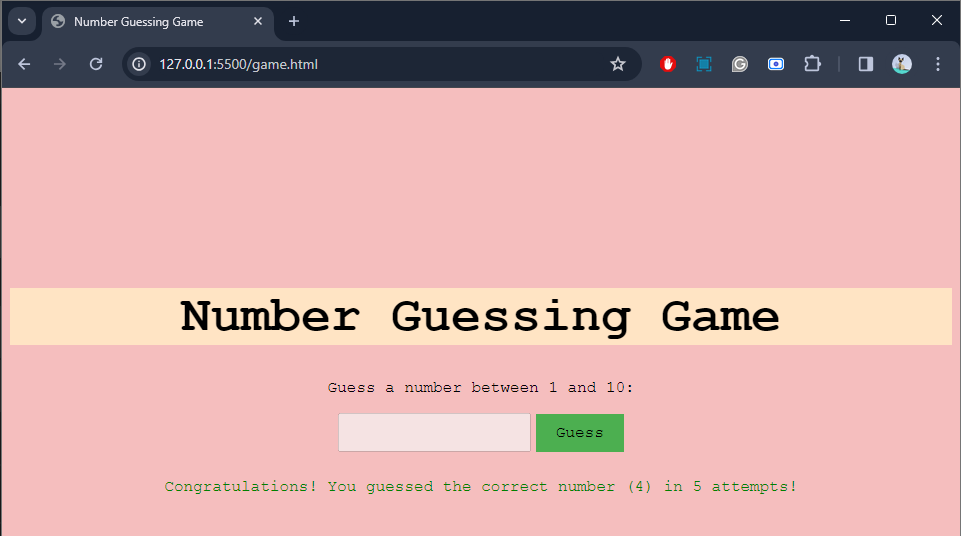 Number Guessing Game
127.0.0.1:5500/game.html
Number Guessing Game
Guess a number between 1 and 10:
Guess
Congratulations! You guessed the correct number (4) in 5 attempts!